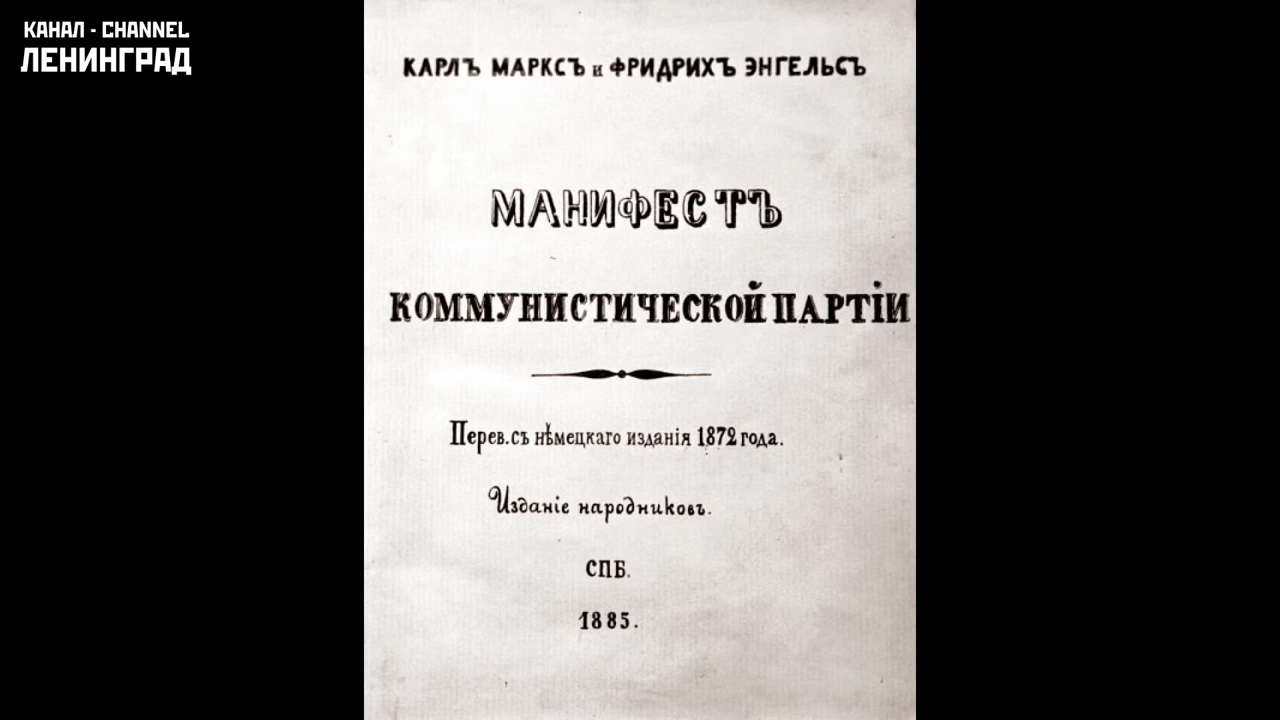 КАНАЛ - CHANNEL
ЛЕНИНГРАД
КАРЛЪ МАРКСЪ и ФРИДРИХЪ ЭНГЕЛЬСЪ
МАНИФЕСТЪ
КОММУНИСТИЧЕСКОЙ ПАРТІИ
Перев. съ нѣмецкаго изданія 1872 года.
Изданіе народниковъ.
СПБ.
1885.